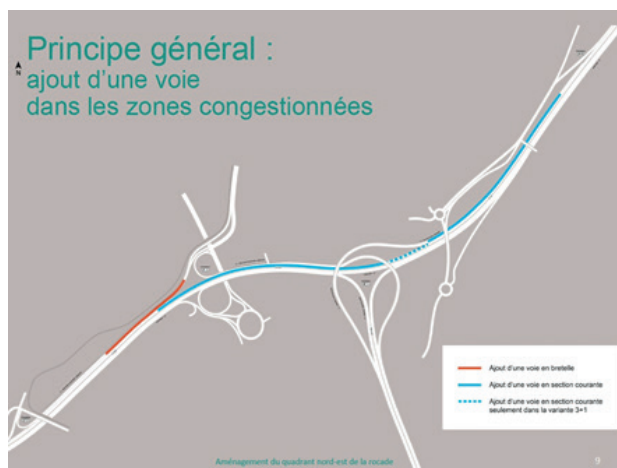 Principe général :
ajout d'une voie
dans les zones congestionnées
N
Ajout d'une voie en bretelle
Ajout d'une voie en section courante
Ajout d'une voie en section courante
seulement dans la variante 3+1
Aménagement du quadrant nord-est de la rocade
9